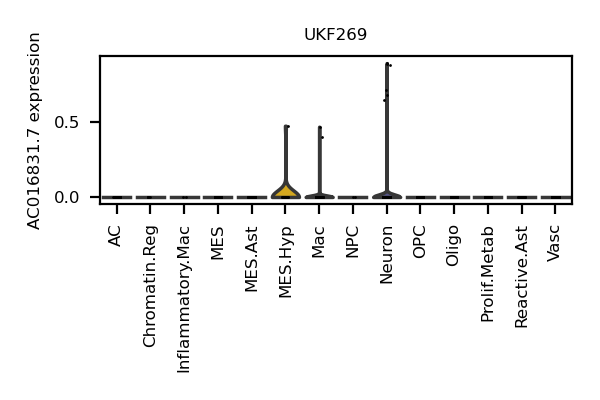 UKF269
AC016831.7 expression
0.5
0.0
AC
Chromatin.Reg
Inflammatory.Mac
MES
MES.Ast
MES.Hyp
Mac
NPC
Neuron
OPC
Oligo
Prolif.Metab
Reactive.Ast
Vasc